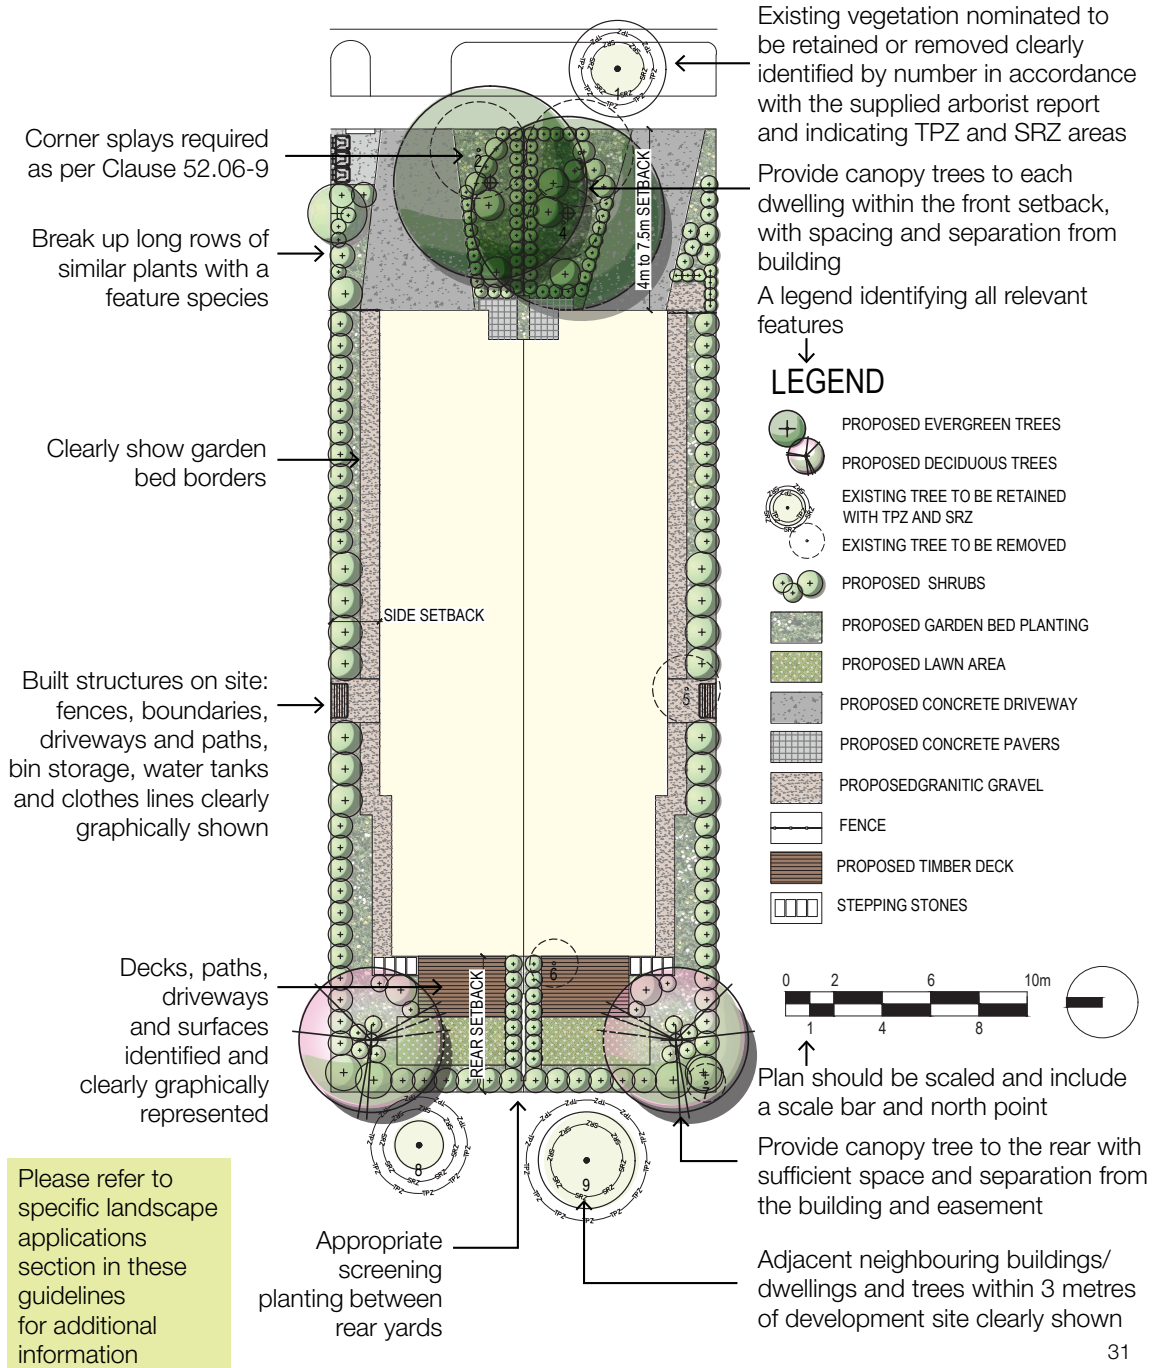 Existing vegetation nominated to
be retained or removed clearly
identified by number in accordance
with the supplied arborist report
and indicating TPZ and SRZ areas
Corner splays required
as per Clause 52.06-9
Provide canopy trees to each
dwelling within the front setback,
with spacing and separation from
building
Break up long rows of
similar plants with a
feature species
A legend identifying all relevant
features
1
2
4
4m to 7.5m SETBACK
LEGEND
PROPOSED EVERGREEN TREES
PROPOSED DECIDUOUS TREES
EXISTING TREE TO BE RETAINED
WITH TPZ AND SRZ
EXISTING TREE TO BE REMOVED
PROPOSED SHRUBS
PROPOSED GARDEN BED PLANTING
PROPOSED LAWN AREA
PROPOSED CONCRETE DRIVEWAY
PROPOSED CONCRETE PAVERS
PROPOSEDGRANITIC GRAVEL
FENCE
PROPOSED TIMBER DECK
STEPPING STONES
Clearly show garden
bed borders
SIDE SETBACK
Built structures on site:
fences, boundaries,
driveways and paths,
bin storage, water tanks
and clothes lines clearly
graphically shown
5
6
REAR SETBACK
Decks, paths,
driveways
and surfaces
identified and
clearly graphically
represented
0 2 6 10m
1 4 8
Plan should be scaled and include
a scale bar and north point
7
8
9
TPZ
SRZ
Provide canopy tree to the rear with
sufficient space and separation from
the building and easement
Please refer to
specific landscape
applications
section in these
guidelines
for additional
information
Appropriate
screening
planting between
rear yards
Adjacent neighbouring buildings/
dwellings and trees within 3 metres
of development site clearly shown
31